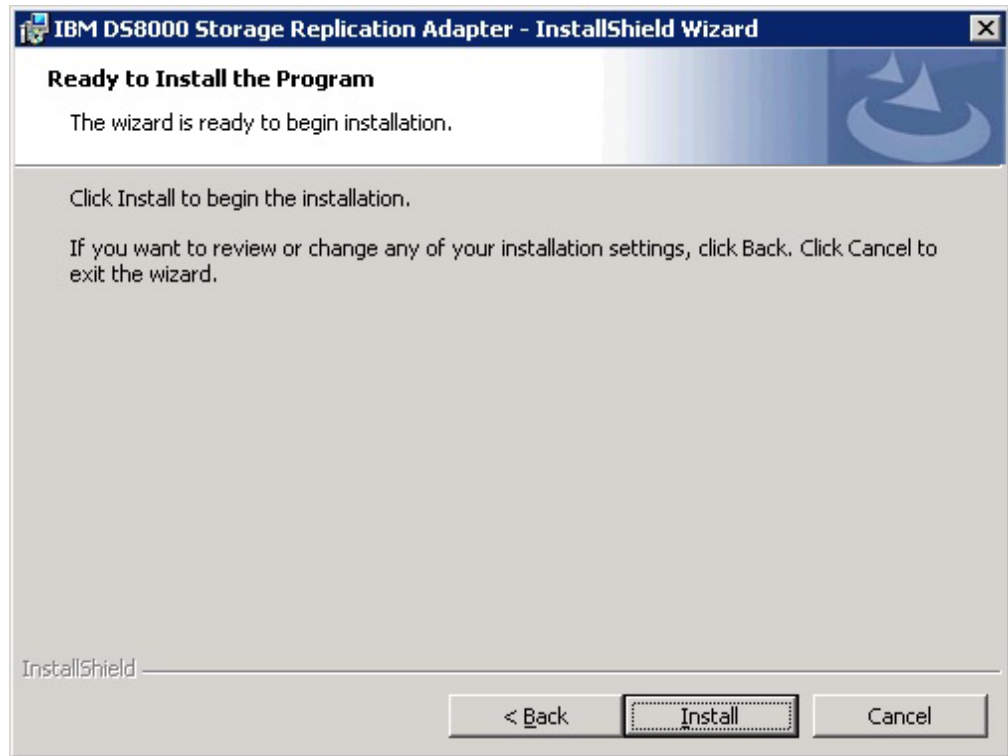 IBM DS8000 Storage Replication Adapter - InstallShield Wizard
Ready to Install the Program
The wizard is ready to begin installation.
Click Install to begin the installation.
If you want to review or change any of your installation settings, click Back. Click Cancel to
exit the wizard.
InstallShield
< Back Install Cancel